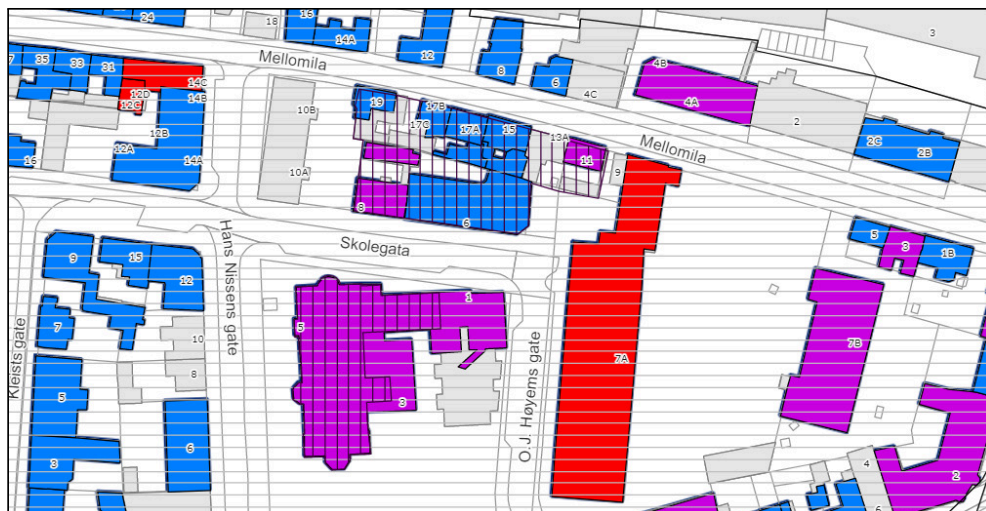 24
18
16
14A
12
3
Mellomila
35
33
31
14C
12D
12C
14B
8
6
4C
4B
4A
2
10B
19
17B
17C
17A
15
13A
11
Mellomila
2C
2B
12B
12A
14A
16
10A
9
8
6
Skolegata
5
3
1B
Hans Nissens gate
9
15
12
7
10
8
5
6
3
Kleists gate
5
1
3
O.J. Høyems gate
7A
7B
4
2
6